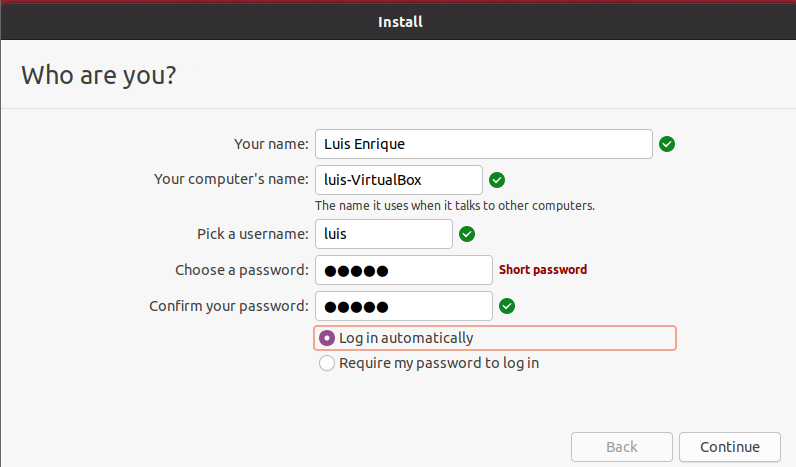 Install
Who are you?
Your name: Luis Enrique
Your computer's name: luis-VirtualBox
The name it uses when it talks to other computers.
Pick a username: luis
Choose a password: ●●●●● Short password
Confirm your password: ●●●●●
Log in automatically
Require my password to log in
Back Continue